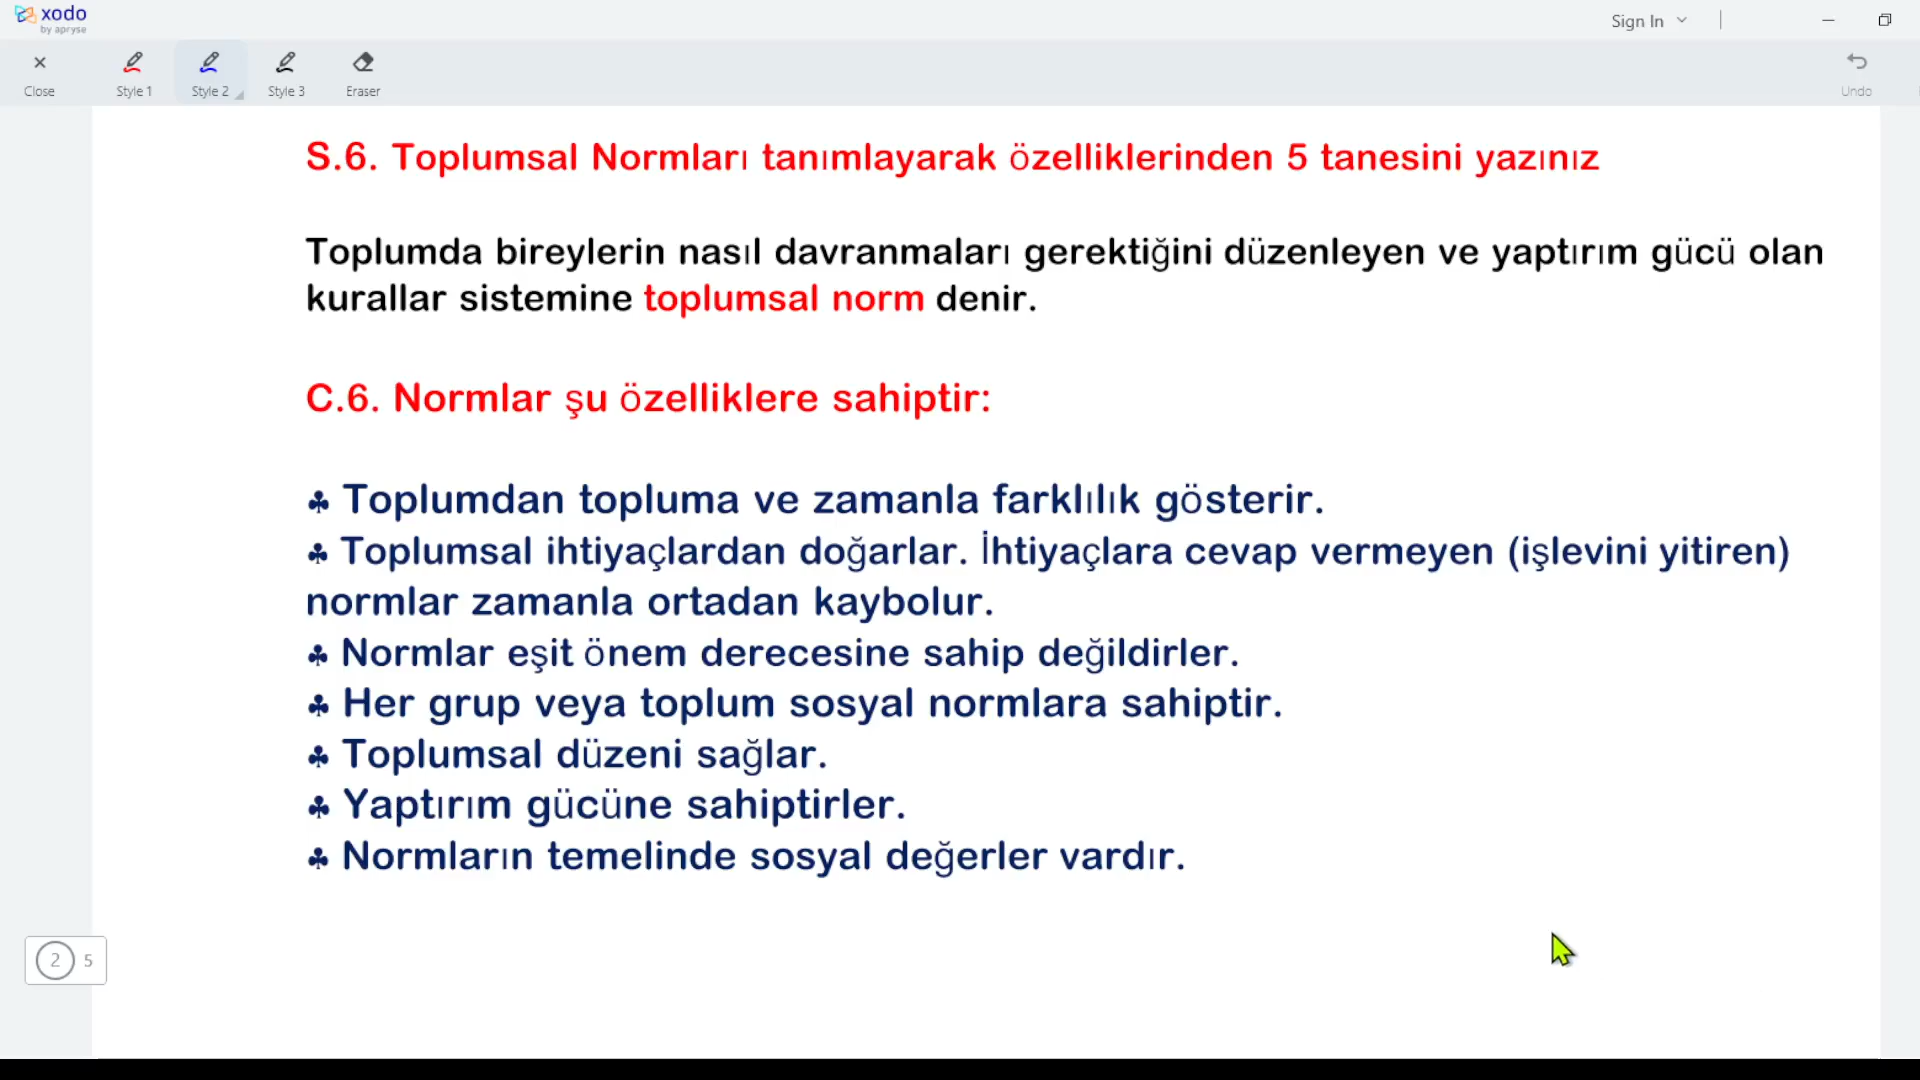 xodo
by apryse
Sign In
Close
Style 1
Style 2
Style 3
Eraser
Undo
S.6. Toplumsal Normları tanımlayarak özelliklerinden 5 tanesini yazınız
Toplumda bireylerin nasıl davranmaları gerektiğini düzenleyen ve yaptırım gücü olan
kurallar sistemine toplumsal norm denir.
C.6. Normlar şu özelliklere sahiptir:
♣ Toplumdan topluma ve zamanla farklılık gösterir.
♣ Toplumsal ihtiyaçlardan doğarlar. İhtiyaçlara cevap vermeyen (işlevini yitiren)
normlar zamanla ortadan kaybolur.
♣ Normlar eşit önem derecesine sahip değildirler.
♣ Her grup veya toplum sosyal normlara sahiptir.
♣ Toplumsal düzeni sağlar.
♣ Yaptırım gücüne sahiptirler.
♣ Normların temelinde sosyal değerler vardır.
2 5